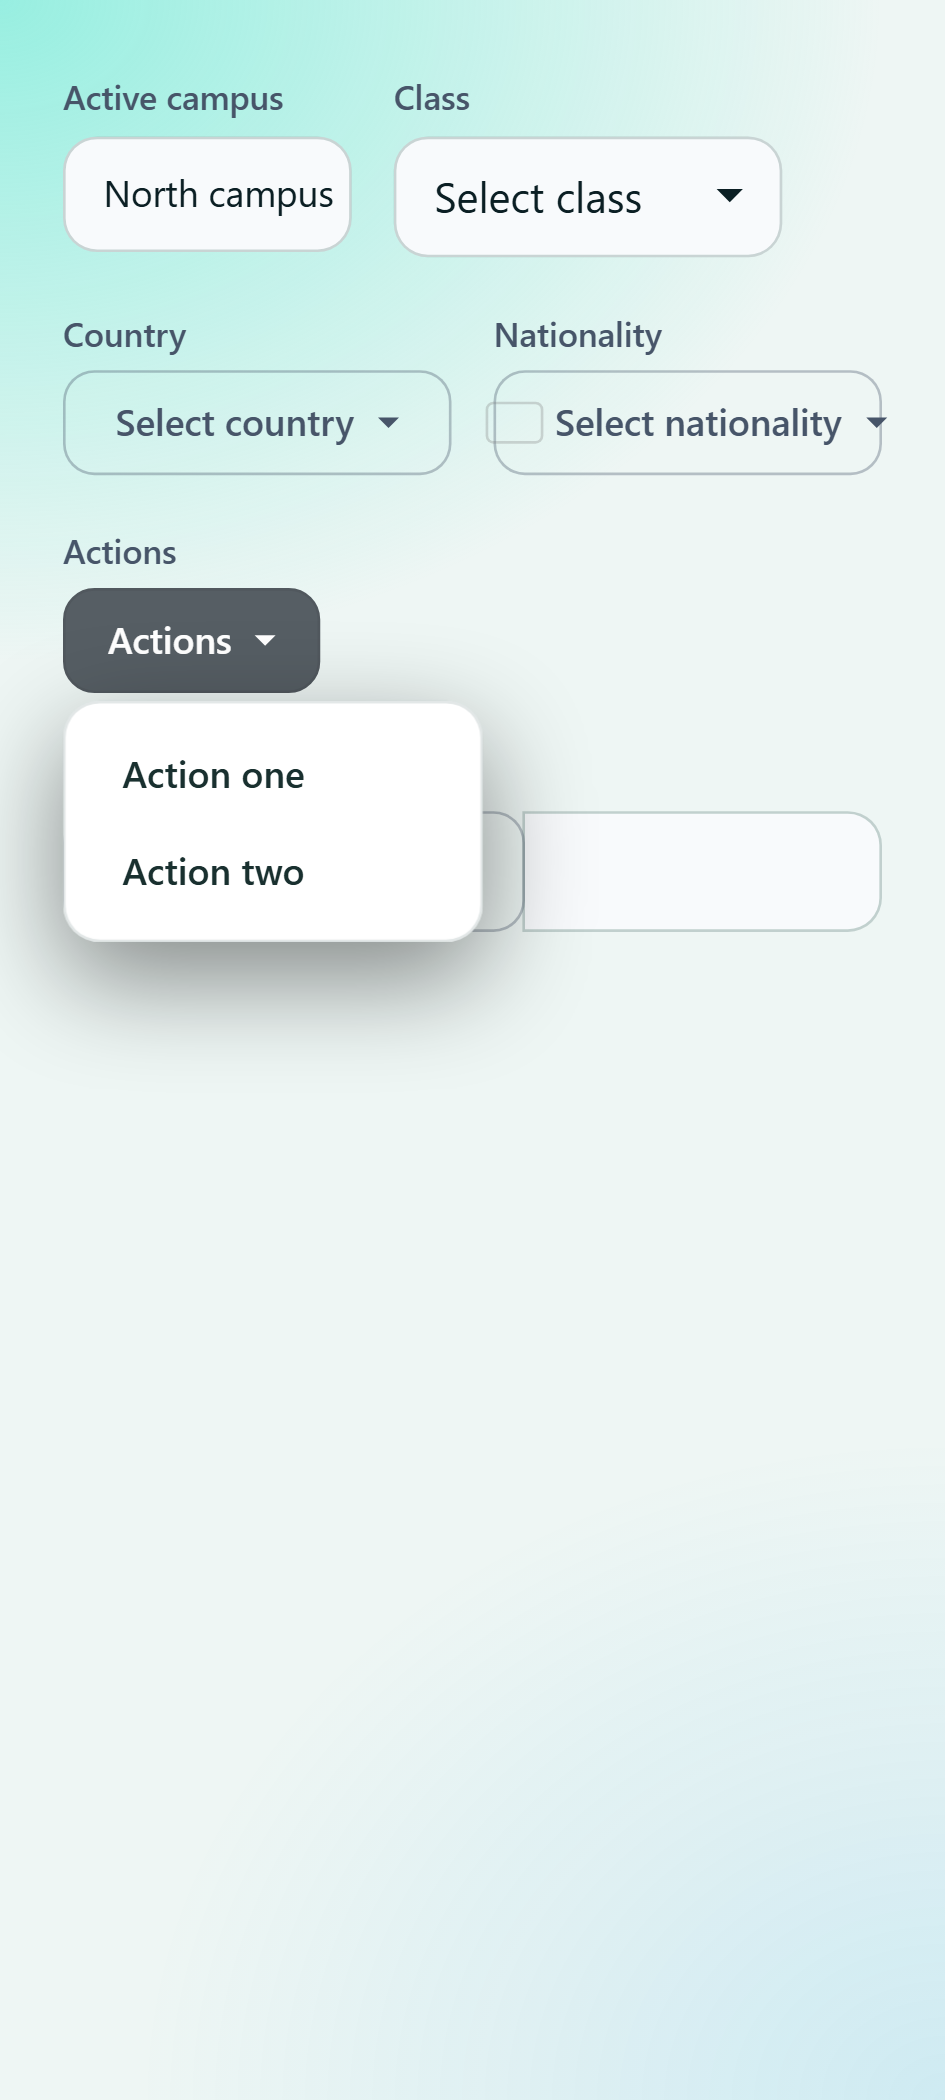 Active campus
Class
North campus
Select class
Country
Nationality
Select country
Select nationality
Actions
Actions
Action one
Action two